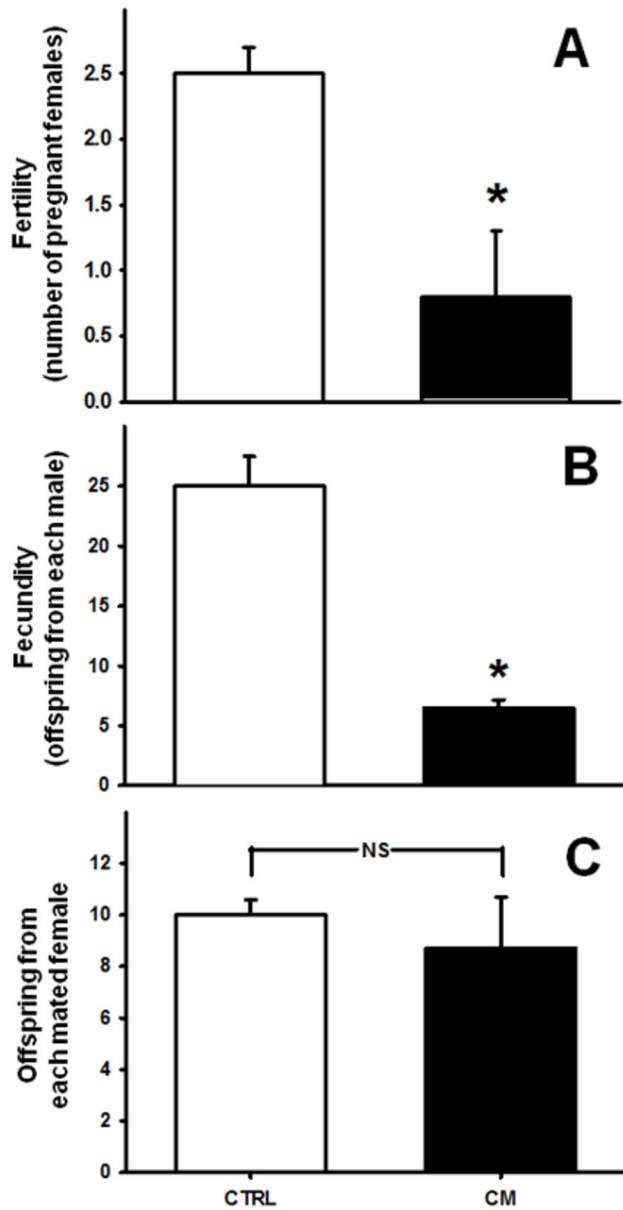 A
Fertility
(number of pregnant females)
2.5
2.0
1.5
1.0
0.5
0.0
*
B
Fecundity
(offspring from each male)
25
20
15
10
5
0
*
C
Offspring from
each mated female
12
10
8
6
4
2
0
NS
CTRL
CM